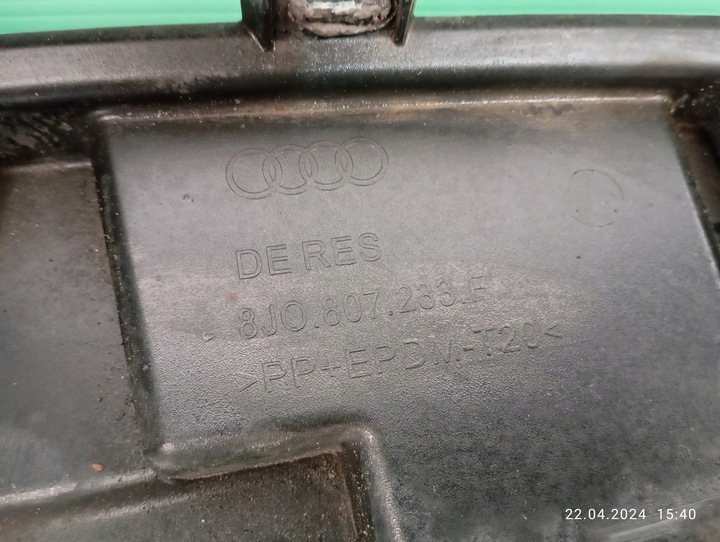 DE RES
8J0.807.283.F
>PP+EPDM-T20<
22.04.2024 15:40